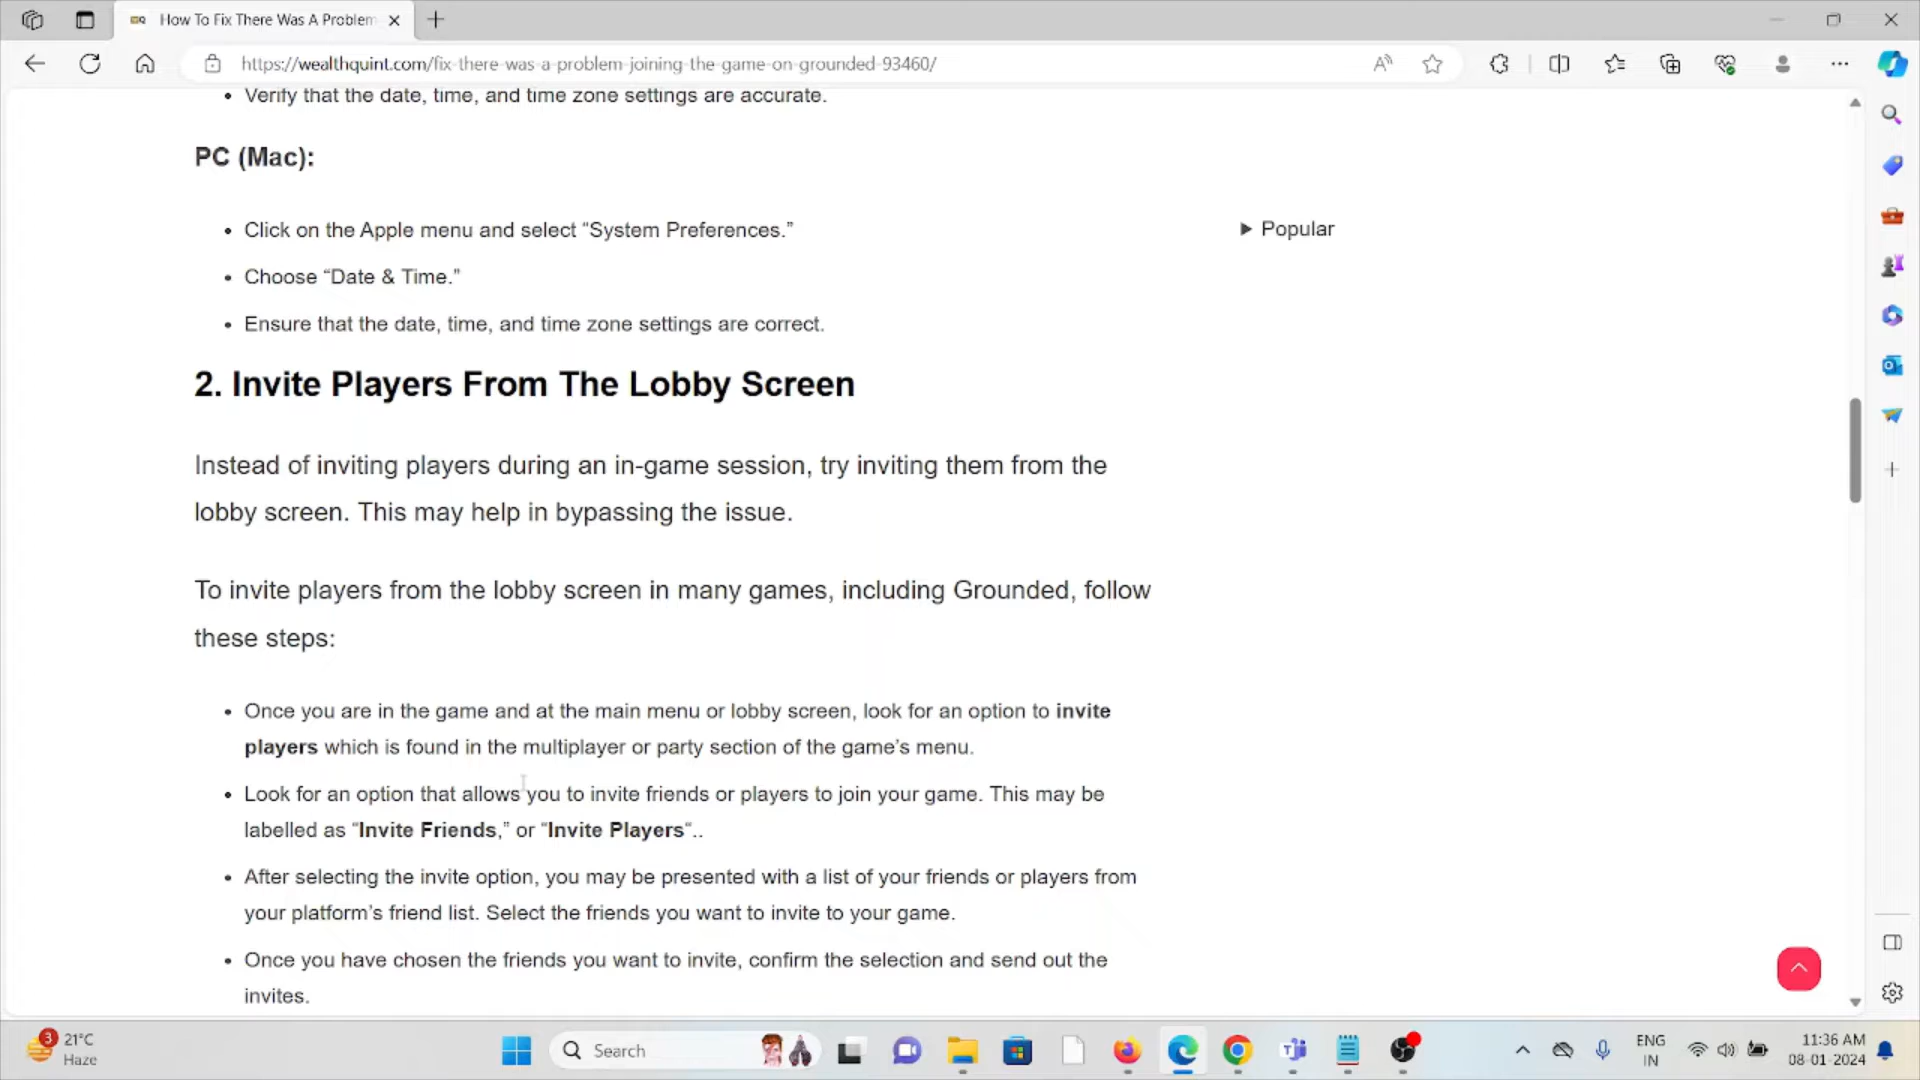 How To Fix There Was A Problem
https://wealthquint.com/fix-there-was-a-problem-joining-the-game-on-grounded-93460/
• Verify that the date, time, and time zone settings are accurate.
PC (Mac):
• Click on the Apple menu and select “System Preferences.”
• Choose “Date & Time.”
• Ensure that the date, time, and time zone settings are correct.
Popular
2. Invite Players From The Lobby Screen
Instead of inviting players during an in-game session, try inviting them from the
lobby screen. This may help in bypassing the issue.
To invite players from the lobby screen in many games, including Grounded, follow
these steps:
• Once you are in the game and at the main menu or lobby screen, look for an option to invite
players which is found in the multiplayer or party section of the game’s menu.
• Look for an option that allows you to invite friends or players to join your game. This may be
labelled as “Invite Friends,” or “Invite Players“..
• After selecting the invite option, you may be presented with a list of your friends or players from
your platform’s friend list. Select the friends you want to invite to your game.
• Once you have chosen the friends you want to invite, confirm the selection and send out the
invites.
3
21°C
Haze
Search
ENG
IN
11:36 AM
08-01-2024